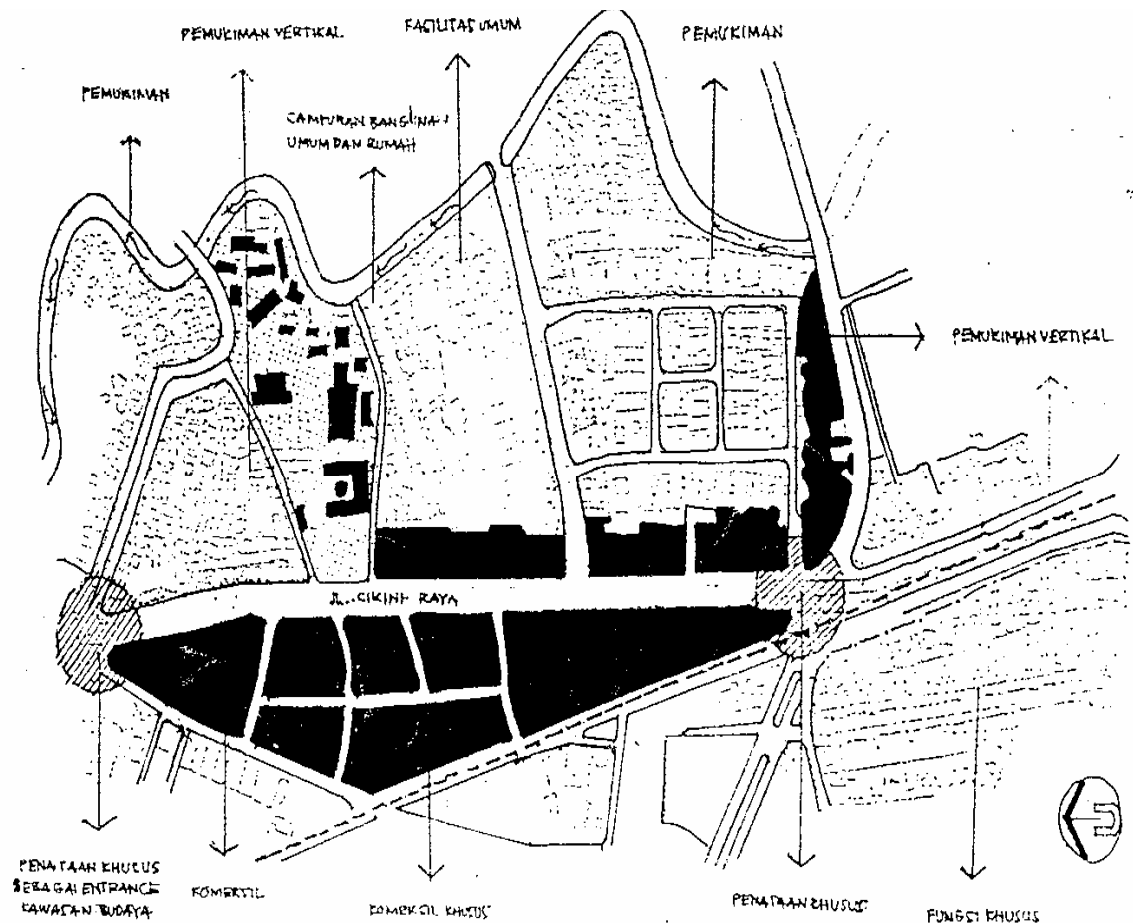 PEMUKIMAN VERTIKAL
FASILITAS UMUM
PEMUKIMAN
PEMUKIMAN
CAMPURAN BANGUNAN
UMUM DAN RUMAH
PEMUKIMAN VERTIKAL
JL. CIKINI RAYA
PENATAAN KHUSUS
SEBAGAI ENTRANCE
KAWASAN BUDAYA
KOMERSIL
KOMERSIL KHUSUS
PENATAAN KHUSUS
FUNGSI KHUSUS
U